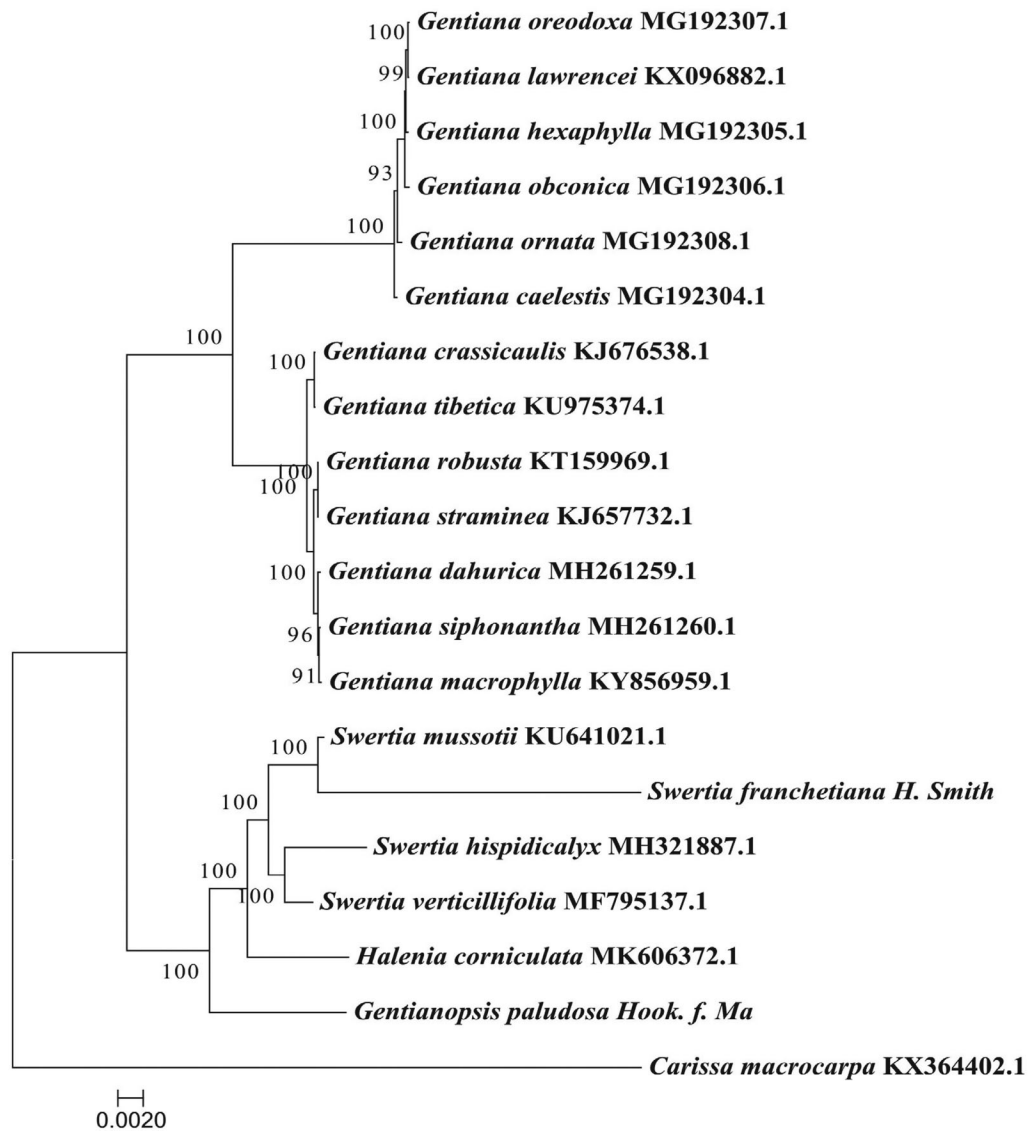 100
Gentiana oreodoxa MG192307.1
99
Gentiana lawrencei KX096882.1
100
Gentiana hexaphylla MG192305.1
93
Gentiana obconica MG192306.1
100
Gentiana ornata MG192308.1
Gentiana caelestis MG192304.1
100
100
Gentiana crassicaulis KJ676538.1
Gentiana tibetica KU975374.1
100
Gentiana robusta KT159969.1
100
Gentiana straminea KJ657732.1
100
Gentiana dahurica MH261259.1
96
Gentiana siphonantha MH261260.1
91
Gentiana macrophylla KY856959.1
100
Swertia mussotii KU641021.1
Swertia franchetiana H. Smith
100
Swertia hispidicalyx MH321887.1
100
100
Swertia verticillifolia MF795137.1
Halenia corniculata MK606372.1
100
Gentianopsis paludosa Hook. f. Ma
Carissa macrocarpa KX364402.1
0.0020